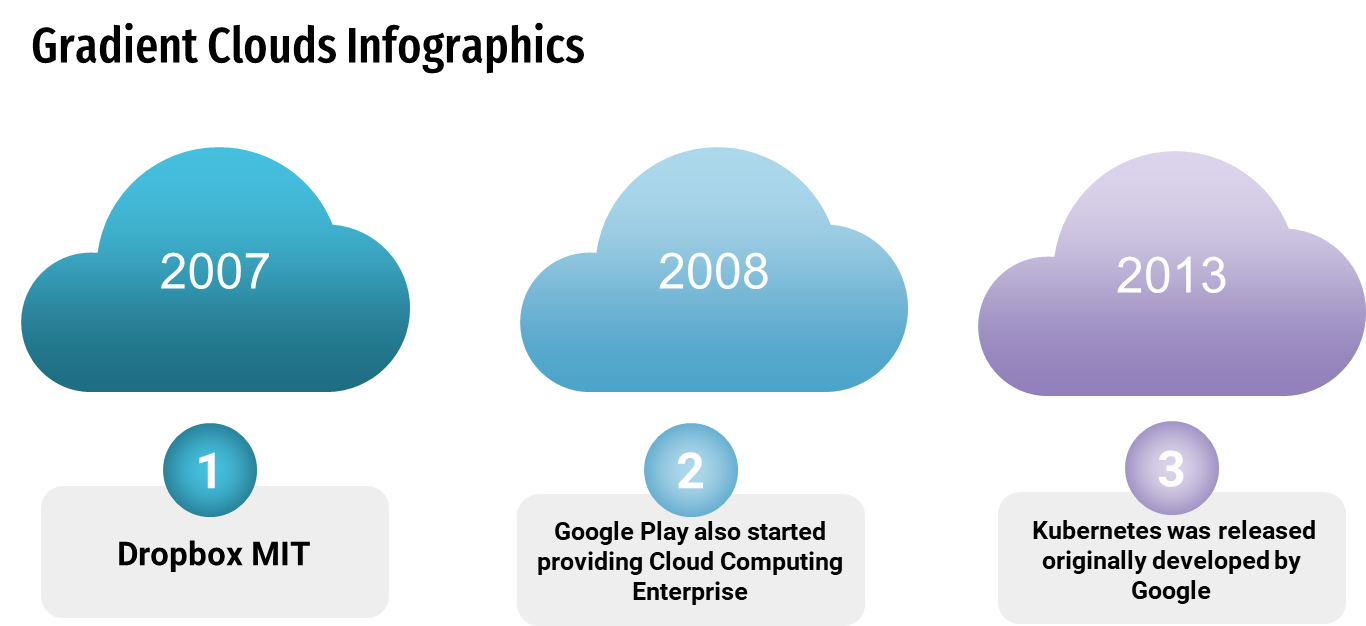 Gradient Clouds Infographics
2007
2008
2013
1
Dropbox MIT
2
Google Play also started
providing Cloud Computing
Enterprise
3
Kubernetes was released
originally developed by
Google